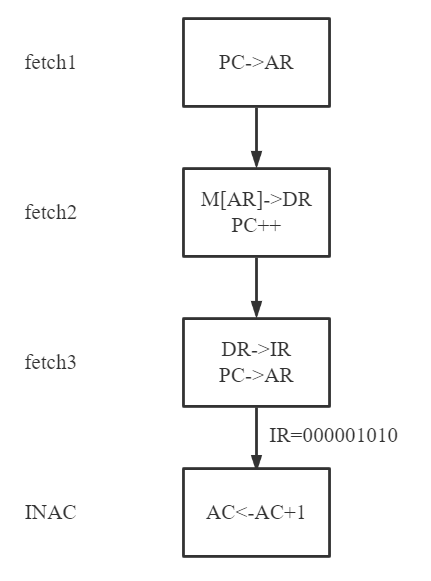 fetch1
PC->AR
fetch2
M[AR]->DR
PC++
fetch3
DR->IR
PC->AR
IR=000001010
INAC
AC<-AC+1